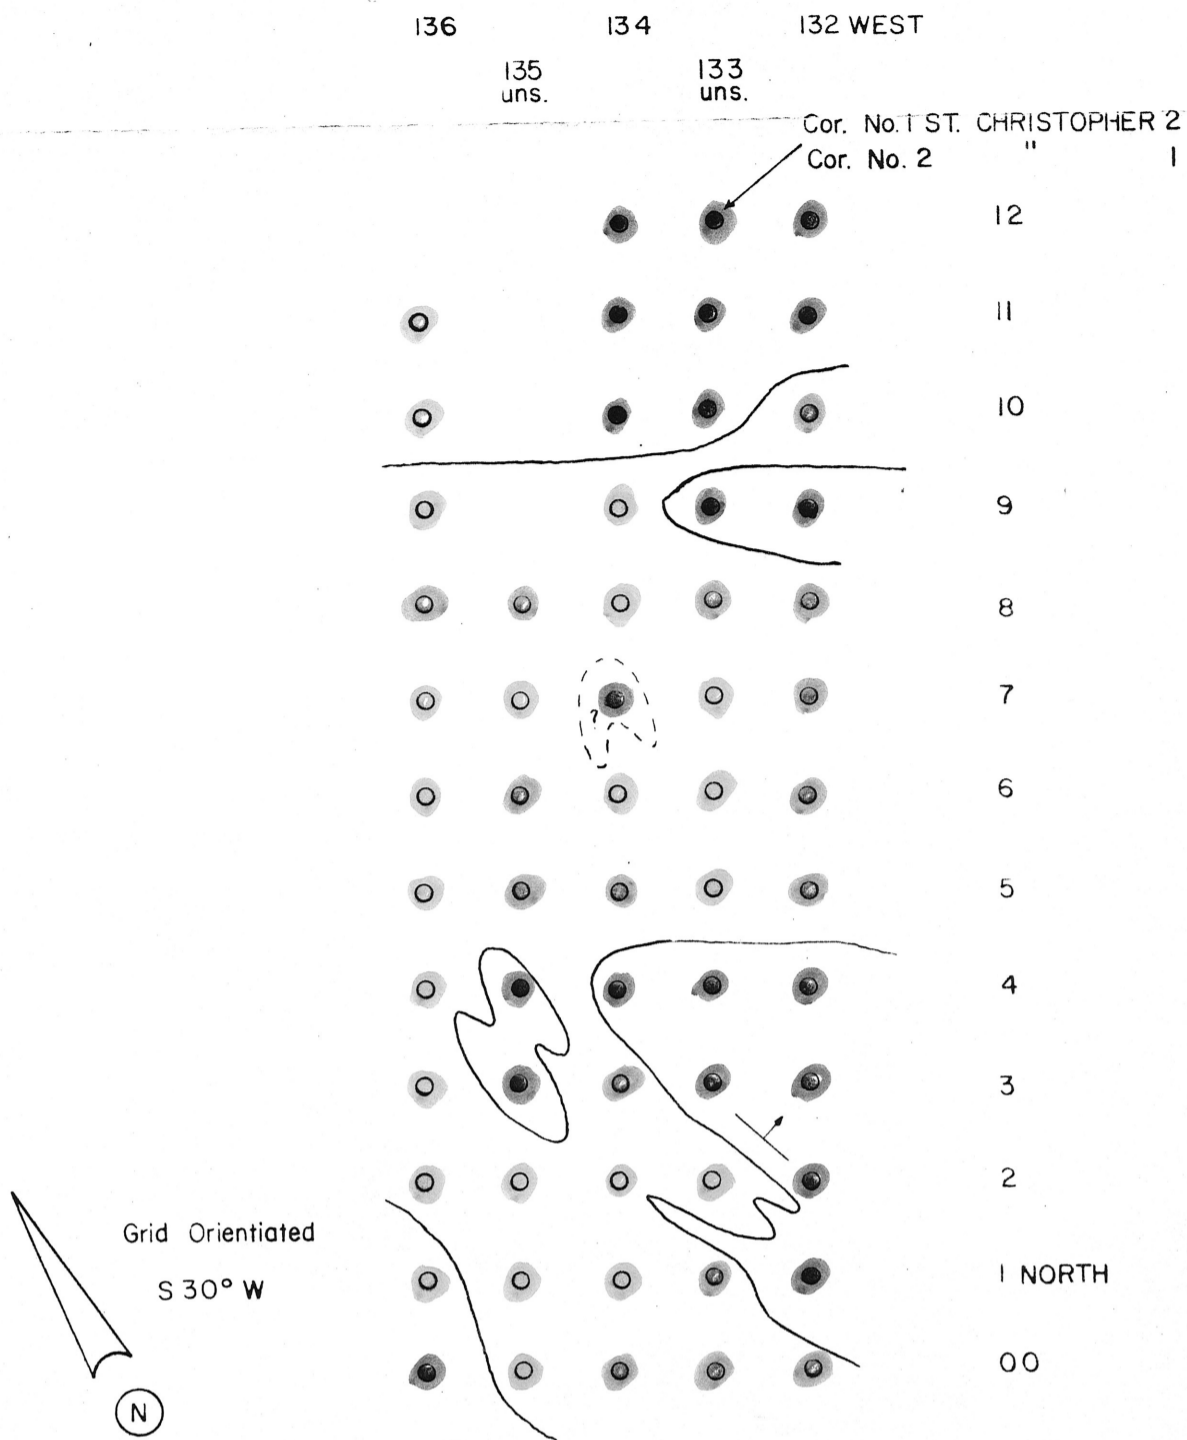 136 134 132 WEST
135 133
uns. uns.
Cor. No. 1 ST. CHRISTOPHER 2
Cor. No. 2 " 1
12
11
10
9
8
7
?
6
5
4
3
2
Grid Orientiated
S 30° W
1 NORTH
00
N